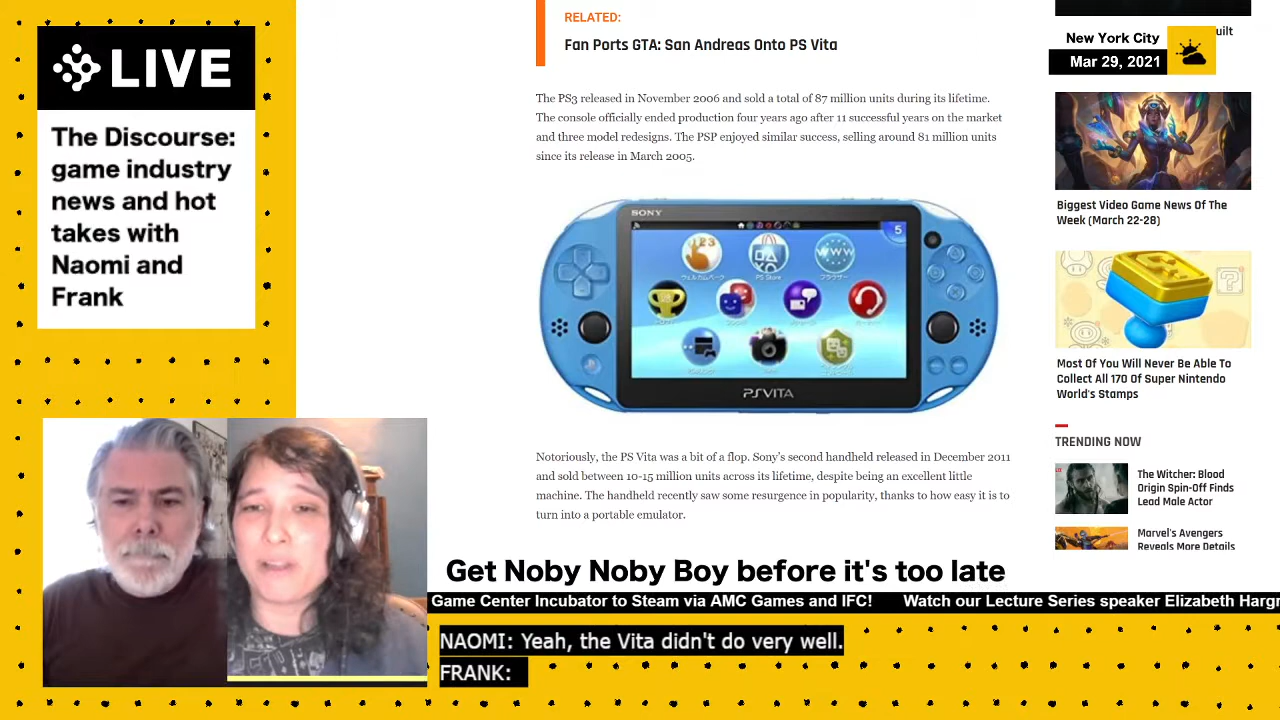 LIVE
The Discourse:
game industry
news and hot
takes with
Naomi and
Frank
RELATED:
Fan Ports GTA: San Andreas Onto PS Vita
The PS3 released in November 2006 and sold a total of 87 million units during its lifetime.
The console officially ended production four years ago after 11 successful years on the market
and three model redesigns. The PSP enjoyed similar success, selling around 81 million units
since its release in March 2005.
SONY
5
PS Store
WWW
PSVITA
Notoriously, the PS Vita was a bit of a flop. Sony's second handheld released in December 2011
and sold between 10-15 million units across its lifetime, despite being an excellent little
machine. The handheld recently saw some resurgence in popularity, thanks to how easy it is to
turn into a portable emulator.
uilt
New York City
Mar 29, 2021
Biggest Video Game News Of The
Week (March 22-28)
Most Of You Will Never Be Able To
Collect All 170 Of Super Nintendo
World's Stamps
TRENDING NOW
The Witcher: Blood
Origin Spin-Off Finds
Lead Male Actor
Marvel's Avengers
Reveals More Details
Get Noby Noby Boy before it's too late
Game Center Incubator to Steam via AMC Games and IFC! Watch our Lecture Series speaker Elizabeth Hargr
NAOMI: Yeah, the Vita didn't do very well.
FRANK: